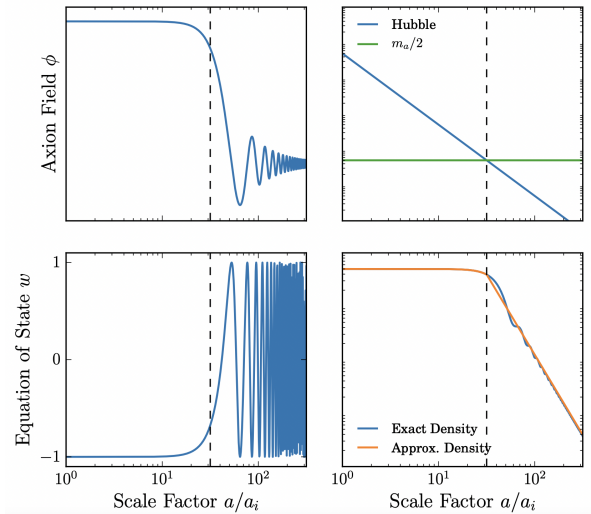 Axion Field ϕ
Hubble
mₐ/2
Equation of State w
1
0
−1
10⁰
10¹
10²
Scale Factor a/aᵢ
Exact Density
Approx. Density
10⁰
10¹
10²
Scale Factor a/aᵢ